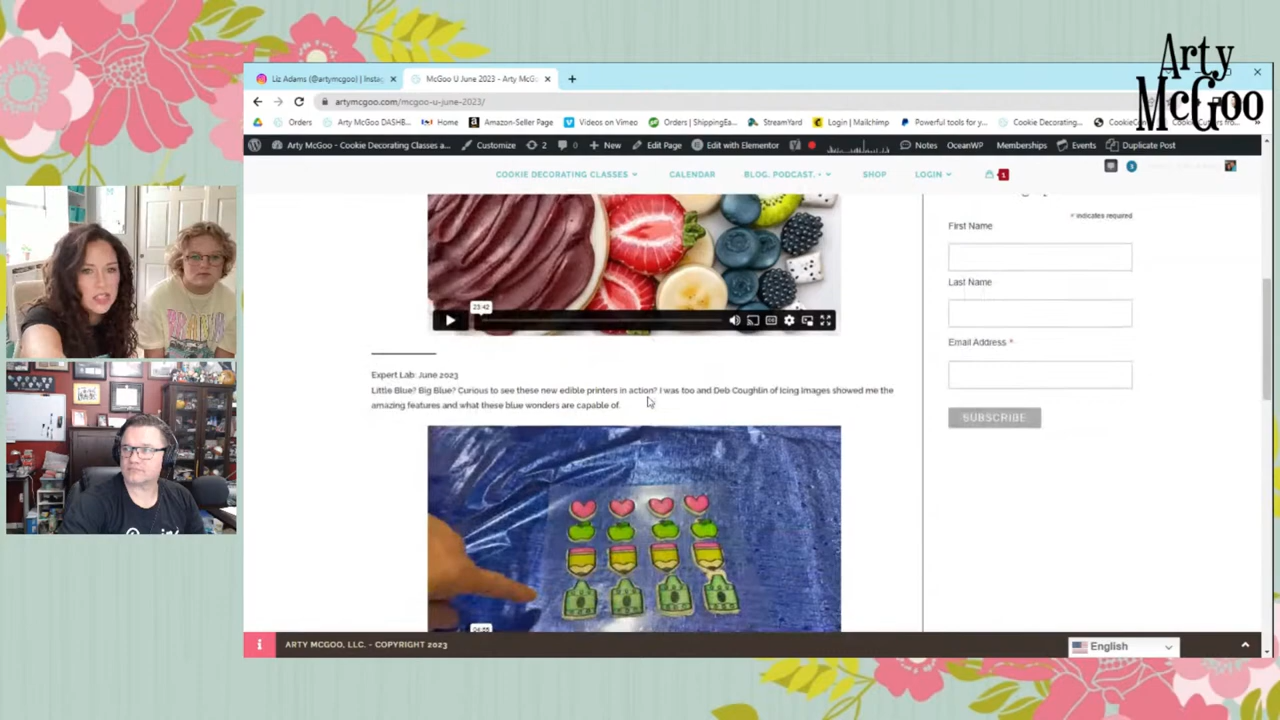 Arty
McGoo
Liz Adams (@artymcgoo) | Insta
McGoo U June 2023 - Arty McG
artymcgoo.com/mcgoo-u-june-2023/
Orders
Arty McGoo DASHB...
Home
Amazon-Seller Page
Videos on Vimeo
Orders | ShippingEa...
StreamYard
Login | Mailchimp
Powerful tools for y...
Cookie Decorating...
Arty McGoo - Cookie Decorating Classes a...
Customize
2
0
New
Edit Page
Edit with Elementor
Notes
OceanWP
Memberships
Events
Duplicate Post
COOKIE DECORATING CLASSES
CALENDAR
BLOG. PODCAST. +
SHOP
LOGIN
1
3
* indicates required
First Name
Last Name
Email Address *
SUBSCRIBE
23:42
Expert Lab: June 2023
Little Blue? Big Blue? Curious to see these new edible printers in action? I was too and Deb Coughlin of Icing Images showed me the
amazing features and what these blue wonders are capable of.
ARTY MCGOO, LLC. - COPYRIGHT 2023
English